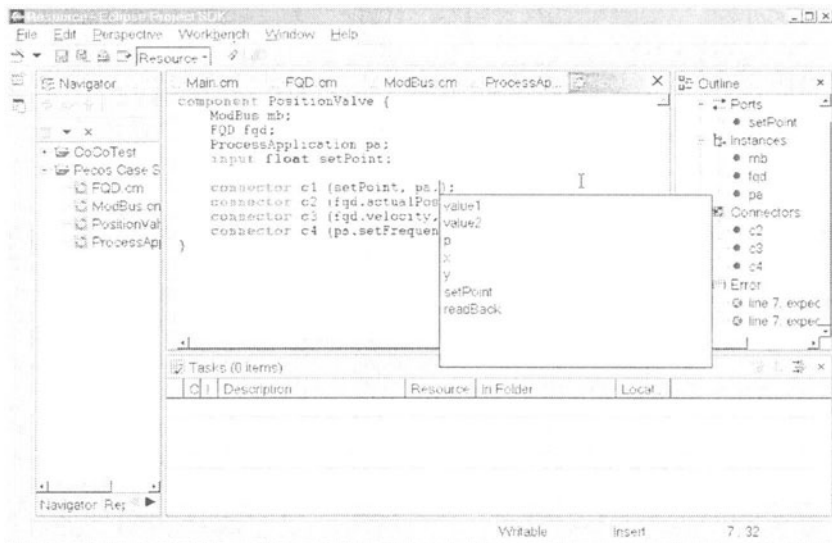 Resource - Eclipse Project SDK
File Edit Perspective Workbench Window Help
Resource
Navigator
CoCoTest
Pecos Case S
FQD.cm
ModBus.cm
PositionVal
ProcessApp
Navigator
Main.cm FQD.cm ModBus.cm ProcessAp...
component PositionValve {
ModBus mb;
FQD fqd;
ProcessApplication pa;
input float setPoint;
connector c1 (setPoint, pa.);
connector c2 (fqd.actualPos
connector c3 (fqd.velocity,
connector c4 (pa.setFrequen
}
value1
value2
p
x
y
setPoint
readBack
Outline
Ports
setPoint
Instances
mb
fqd
pa
Connectors
c2
c3
c4
Error
line 7, expec
line 7, expec
Tasks (0 items)
C ! Description Resource In Folder Locat..
Writable Insert 7 : 32